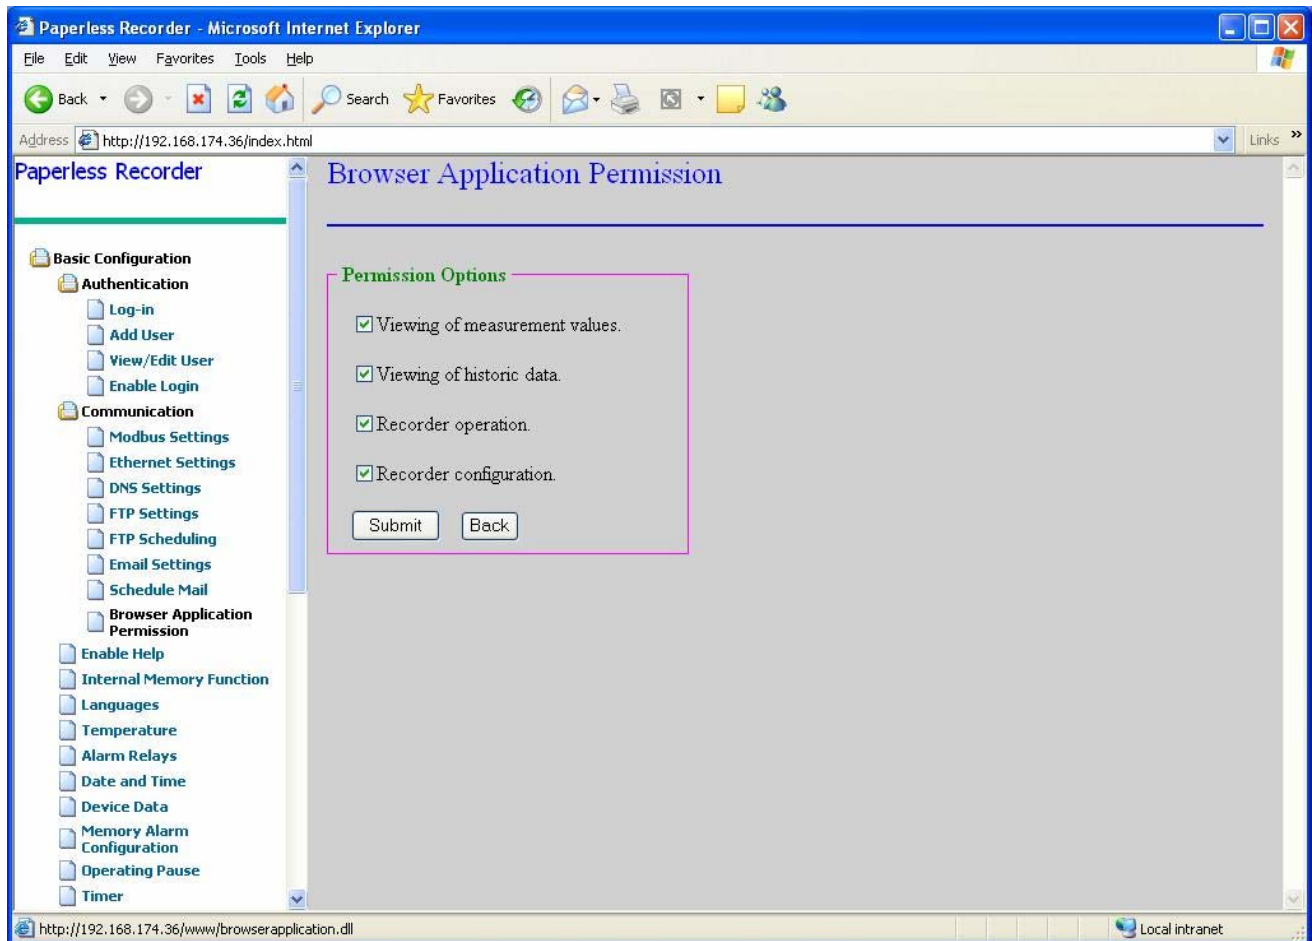 Paperless Recorder - Microsoft Internet Explorer
File Edit View Favorites Tools Help
Back Search Favorites
Address http://192.168.174.36/index.html Links »
Paperless Recorder
Basic Configuration
Authentication
Log-in
Add User
View/Edit User
Enable Login
Communication
Modbus Settings
Ethernet Settings
DNS Settings
FTP Settings
FTP Scheduling
Email Settings
Schedule Mail
Browser Application
Permission
Enable Help
Internal Memory Function
Languages
Temperature
Alarm Relays
Date and Time
Device Data
Memory Alarm
Configuration
Operating Pause
Timer
Browser Application Permission
Permission Options
Viewing of measurement values.
Viewing of historic data.
Recorder operation.
Recorder configuration.
Submit Back
http://192.168.174.36/www/browserapplication.dll Local intranet